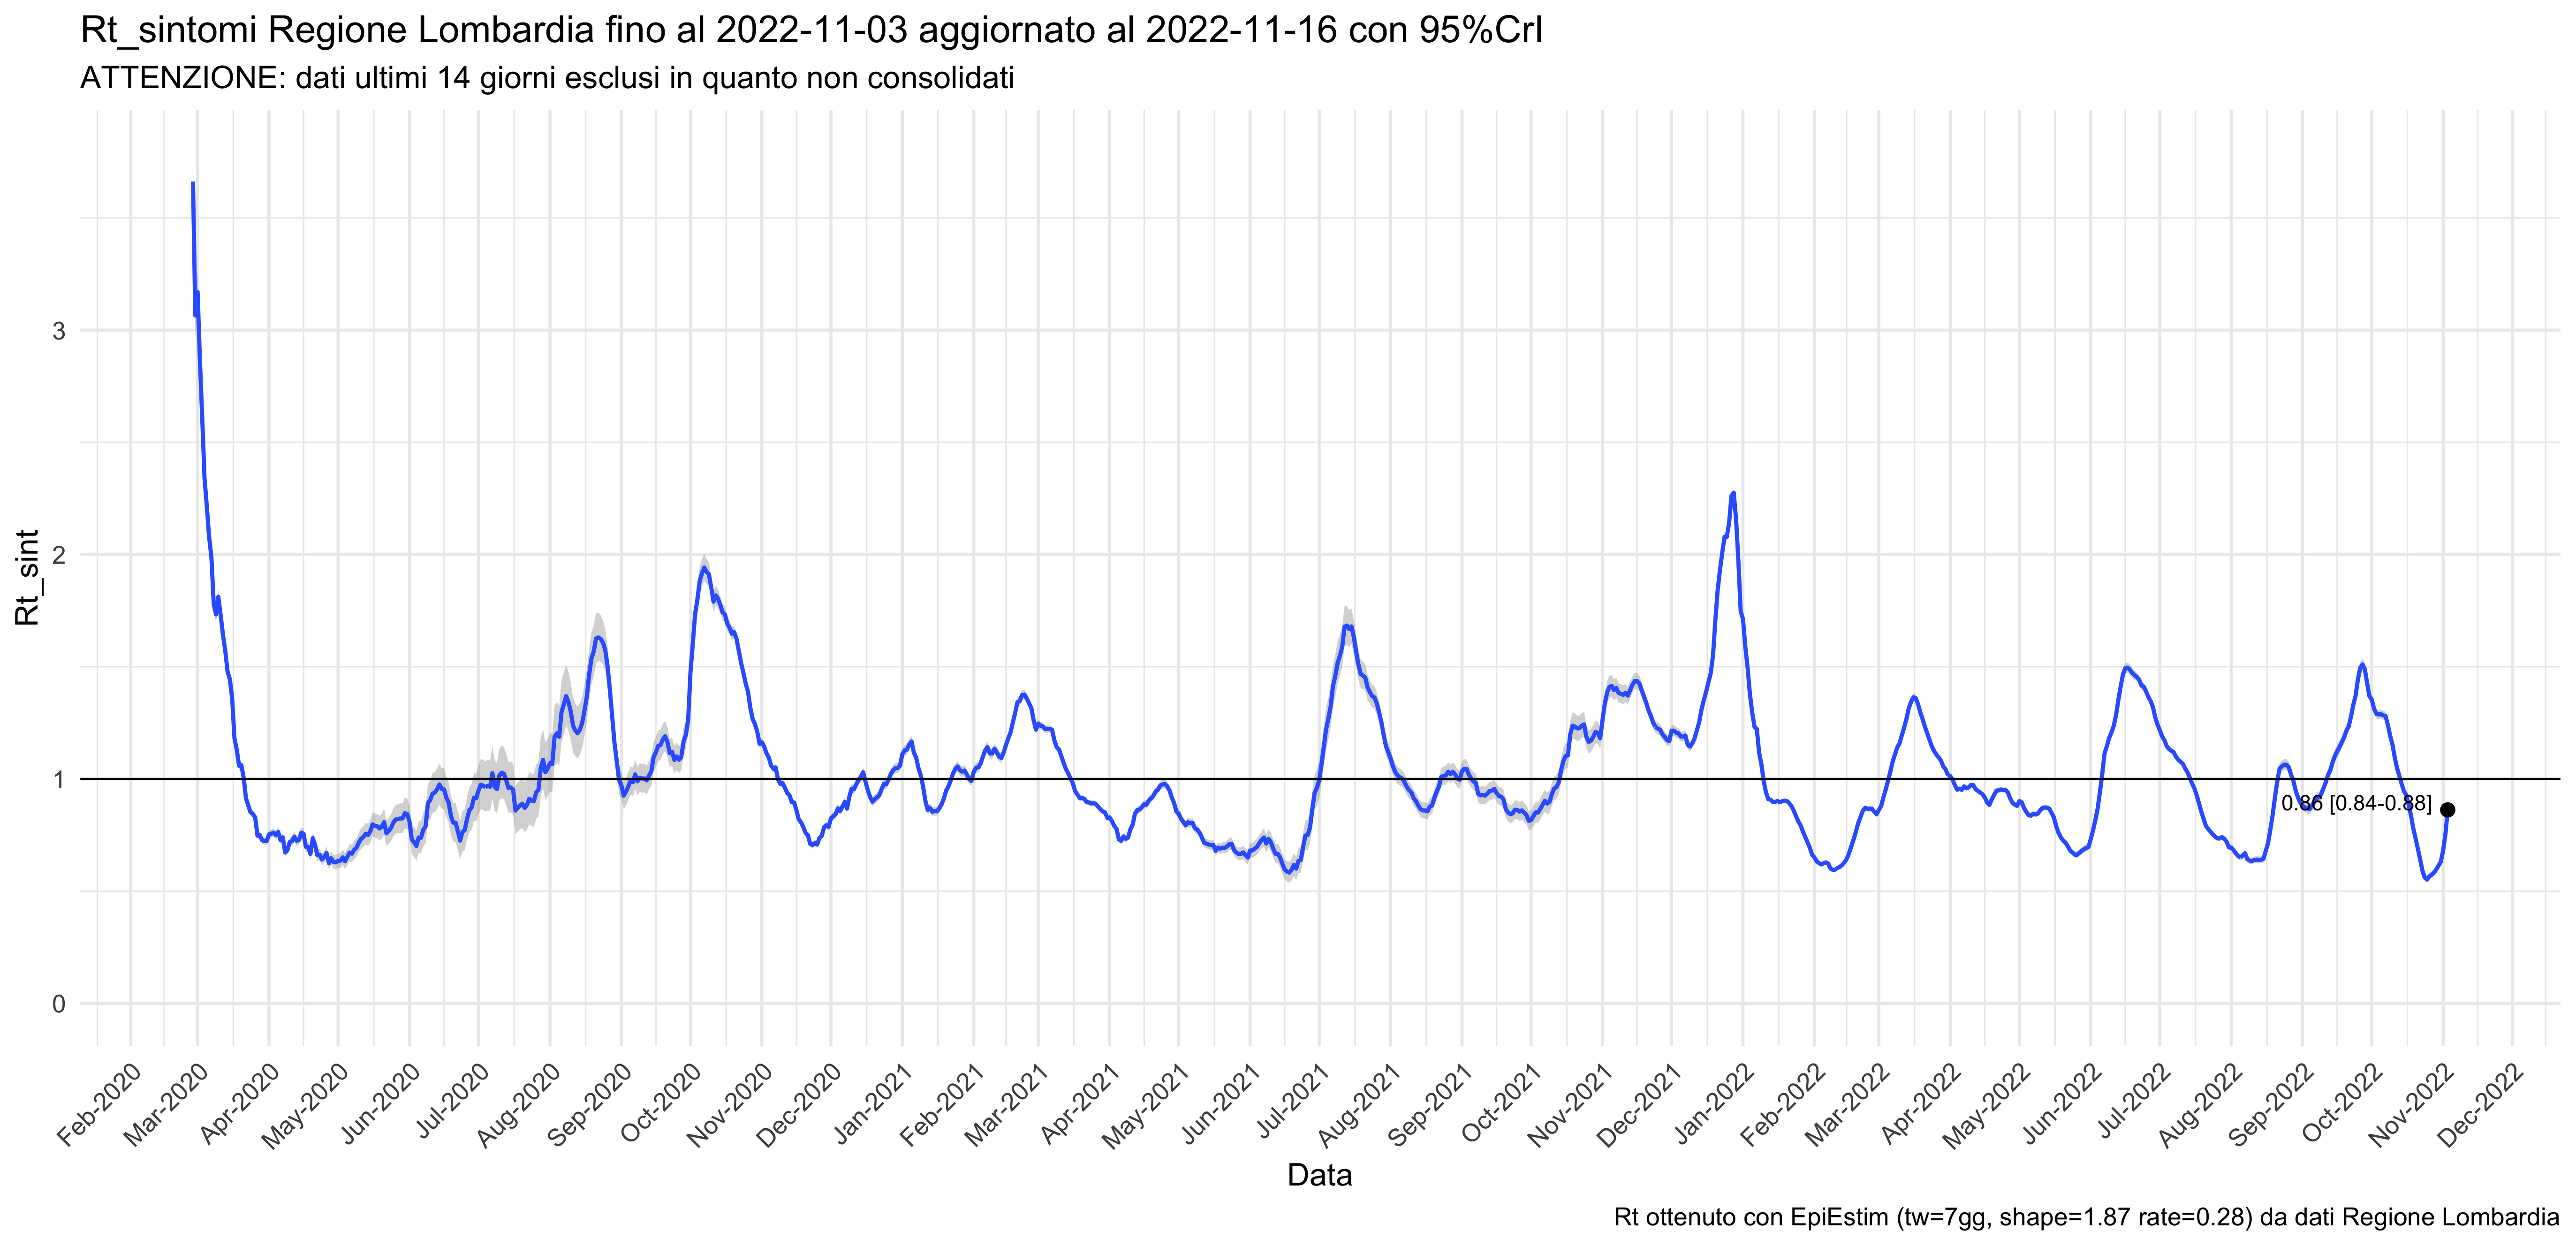 Rt_sintomi Regione Lombardia fino al 2022-11-03 aggiornato al 2022-11-16 con 95%CrI
ATTENZIONE: dati ultimi 14 giorni esclusi in quanto non consolidati
Rt_sint
3
2
1
0
0.86 [0.84-0.88]
Feb-2020
Mar-2020
Apr-2020
May-2020
Jun-2020
Jul-2020
Aug-2020
Sep-2020
Oct-2020
Nov-2020
Dec-2020
Jan-2021
Feb-2021
Mar-2021
Apr-2021
May-2021
Jun-2021
Jul-2021
Aug-2021
Sep-2021
Oct-2021
Nov-2021
Dec-2021
Jan-2022
Feb-2022
Mar-2022
Apr-2022
May-2022
Jun-2022
Jul-2022
Aug-2022
Sep-2022
Oct-2022
Nov-2022
Dec-2022
Data
Rt ottenuto con EpiEstim (tw=7gg, shape=1.87 rate=0.28) da dati Regione Lombardia